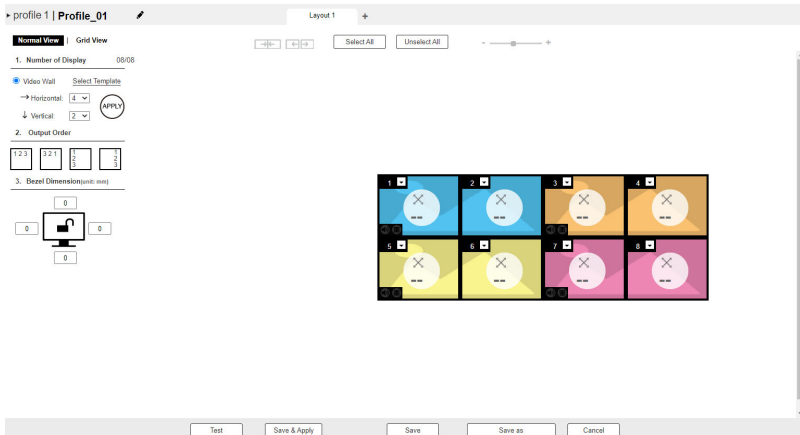 profile 1 | Profile_01
Layout 1 +
Normal View | Grid View
Select All
Unselect All
- +
1. Number of Display 08/08
Video Wall Select Template
Horizontal: 4
Vertical: 2
APPLY
2. Output Order
1 2 3
3 2 1
1
2
3
1
2
3
3. Bezel Dimension(unit: mm)
0
0
0
0
1
2
3
4
--
--
--
--
5
6
7
8
--
--
--
--
Test
Save & Apply
Save
Save as
Cancel